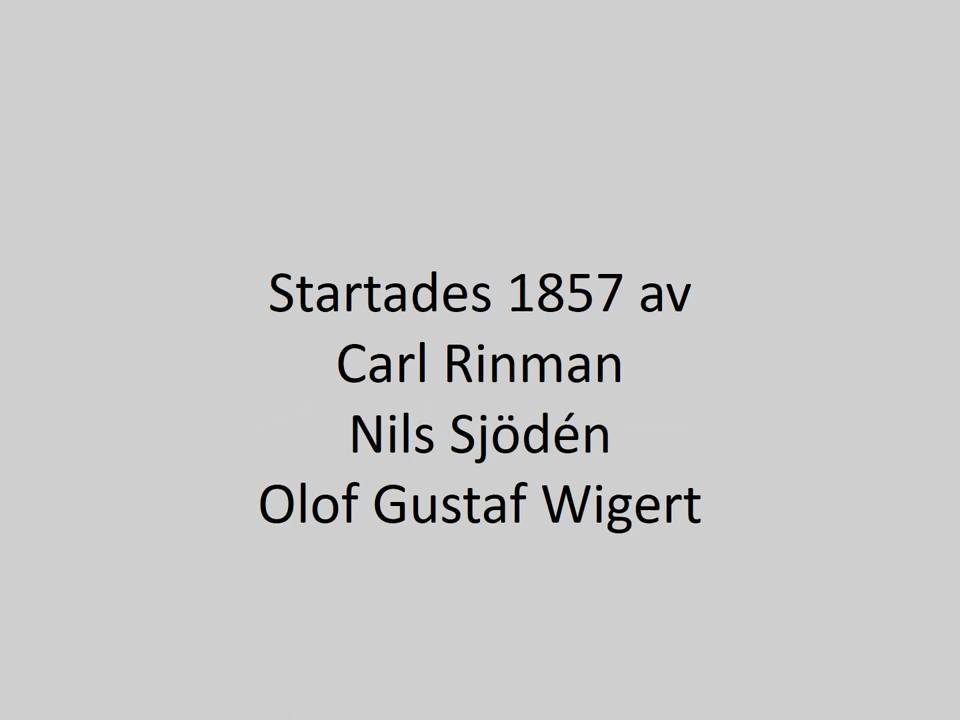 Startades 1857 av
Carl Rinman
Nils Sjödén
Olof Gustaf Wigert